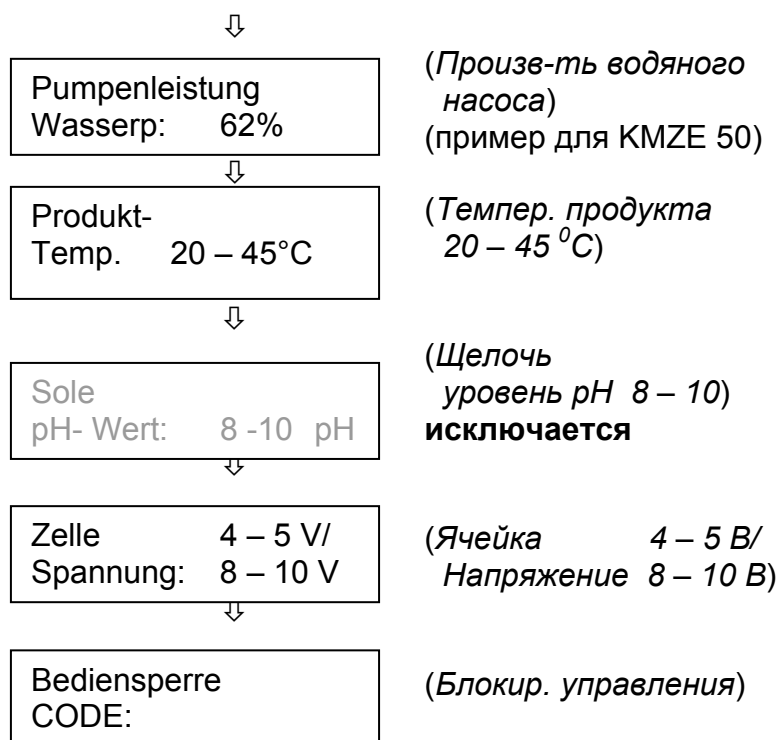 ⇩
Pumpenleistung
Wasserp: 62%
(Произв-ть водяного
насоса)
(пример для KMZE 50)
⇩
Produkt-
Temp. 20 – 45°C
(Темпер. продукта
20 – 45 ⁰С)
⇩
Sole
pH- Wert: 8 -10 pH
(Щелочь
уровень pH 8 – 10)
исключается
⇩
Zelle 4 – 5 V/
Spannung: 8 – 10 V
(Ячейка 4 – 5 В/
Напряжение 8 – 10 В)
⇩
Bediensperre
CODE:
(Блокир. управления)